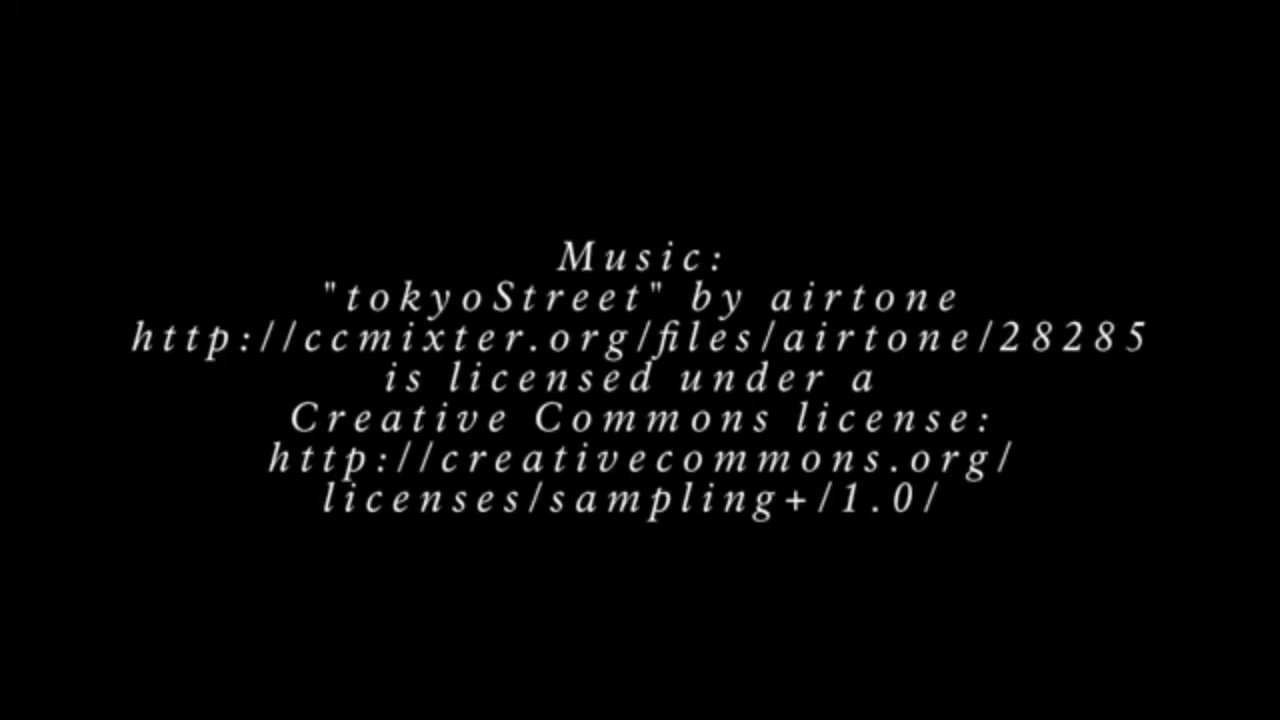 Music:
"tokyoStreet" by airtone
http://ccmixter.org/files/airtone/28285
is licensed under a
Creative Commons license:
http://creativecommons.org/
licenses/sampling+/1.0/